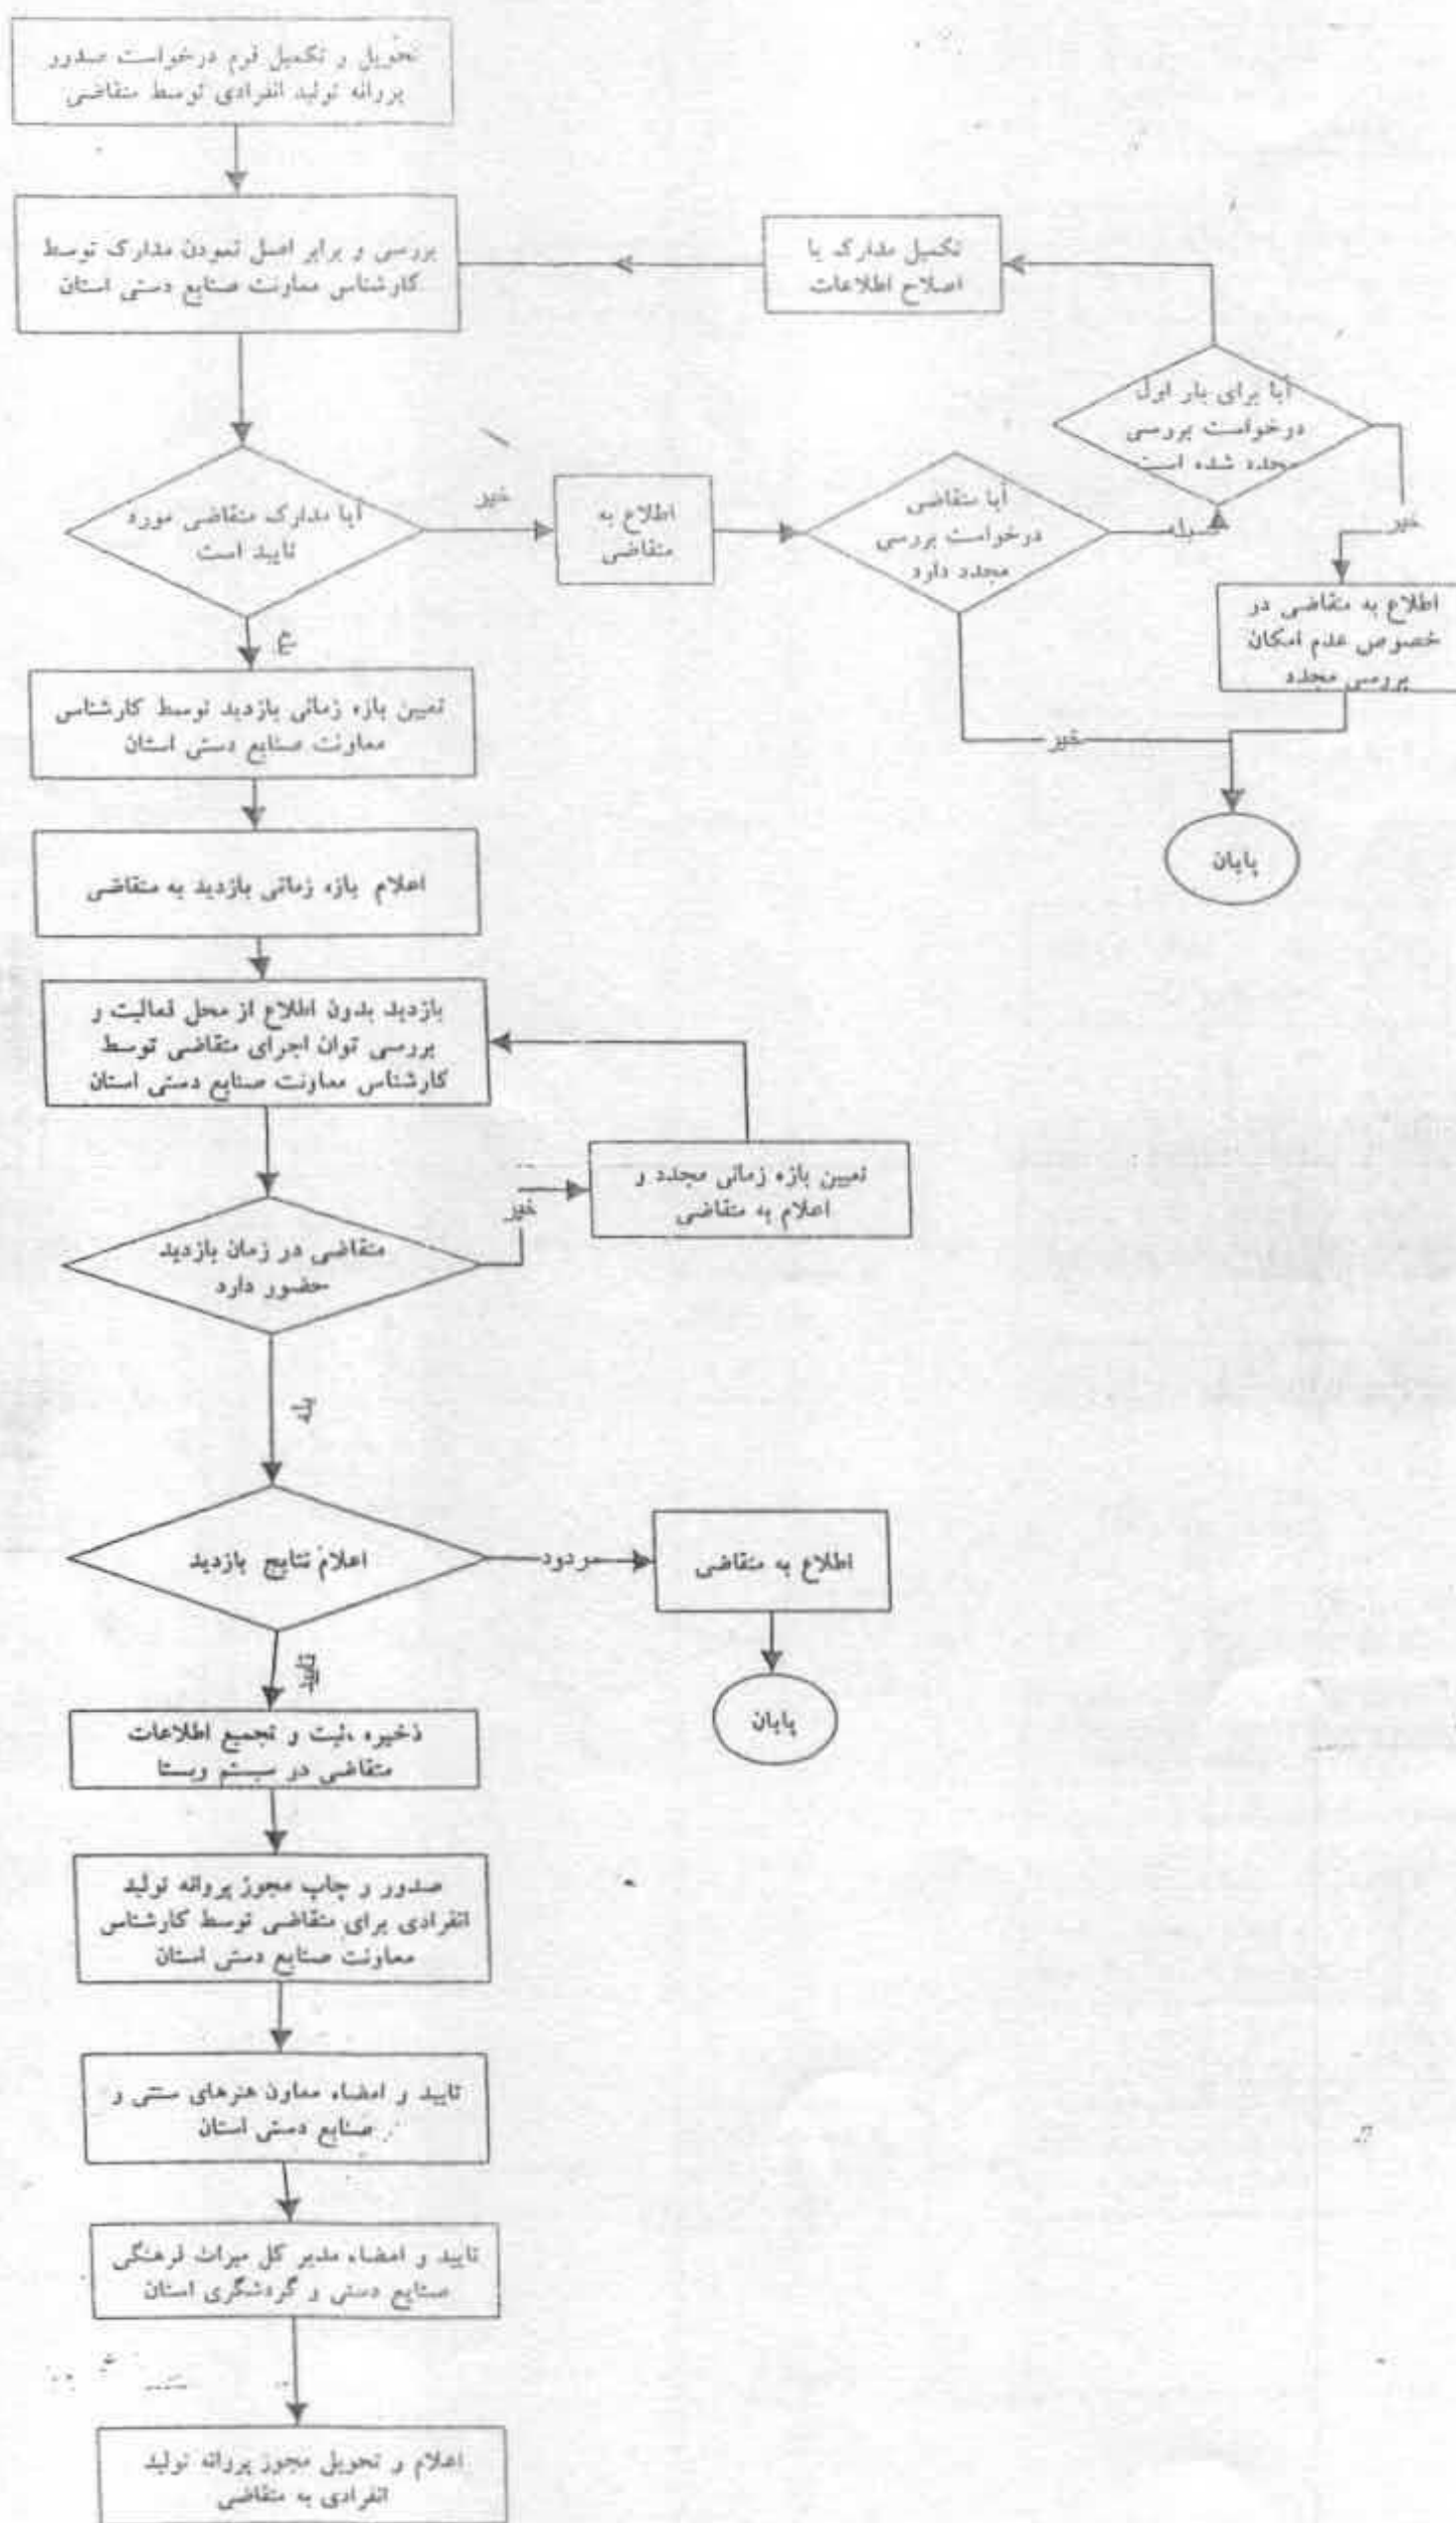 تحویل و تکمیل فرم درخواست صدور
پروانه تولید انفرادی توسط متقاضی
بررسی و برابر اصل نمودن مدارک توسط
کارشناس معاونت صنایع دستی استان
تکمیل مدارک یا
اصلاح اطلاعات
آیا برای بار اول
درخواست بررسی
مجدد شده است
آیا مدارک متقاضی مورد
تایید است
خیر
اطلاع به
متقاضی
آیا متقاضی
درخواست بررسی
مجدد دارد
بله
خیر
اطلاع به متقاضی در
خصوص عدم امکان
بررسی مجدد
خیر
پایان
تعیین بازه زمانی بازدید توسط کارشناس
معاونت صنایع دستی استان
اعلام بازه زمانی بازدید به متقاضی
بازدید بدون اطلاع از محل فعالیت و
بررسی توان اجرای متقاضی توسط
کارشناس معاونت صنایع دستی استان
تعیین بازه زمانی مجدد و
اعلام به متقاضی
خیر
متقاضی در زمان بازدید
حضور دارد
بله
اعلام نتایج بازدید
مردود
اطلاع به متقاضی
پایان
تایید
ذخیره ،ثبت و تجمیع اطلاعات
متقاضی در سیستم ویستا
صدور و چاپ مجوز پروانه تولید
انفرادی برای متقاضی توسط کارشناس
معاونت صنایع دستی استان
تایید و امضاء معاون هنرهای سنتی و
صنایع دستی استان
تایید و امضاء مدیر کل میراث فرهنگی
صنایع دستی و گردشگری استان
اعلام و تحویل مجوز پروانه تولید
انفرادی به متقاضی